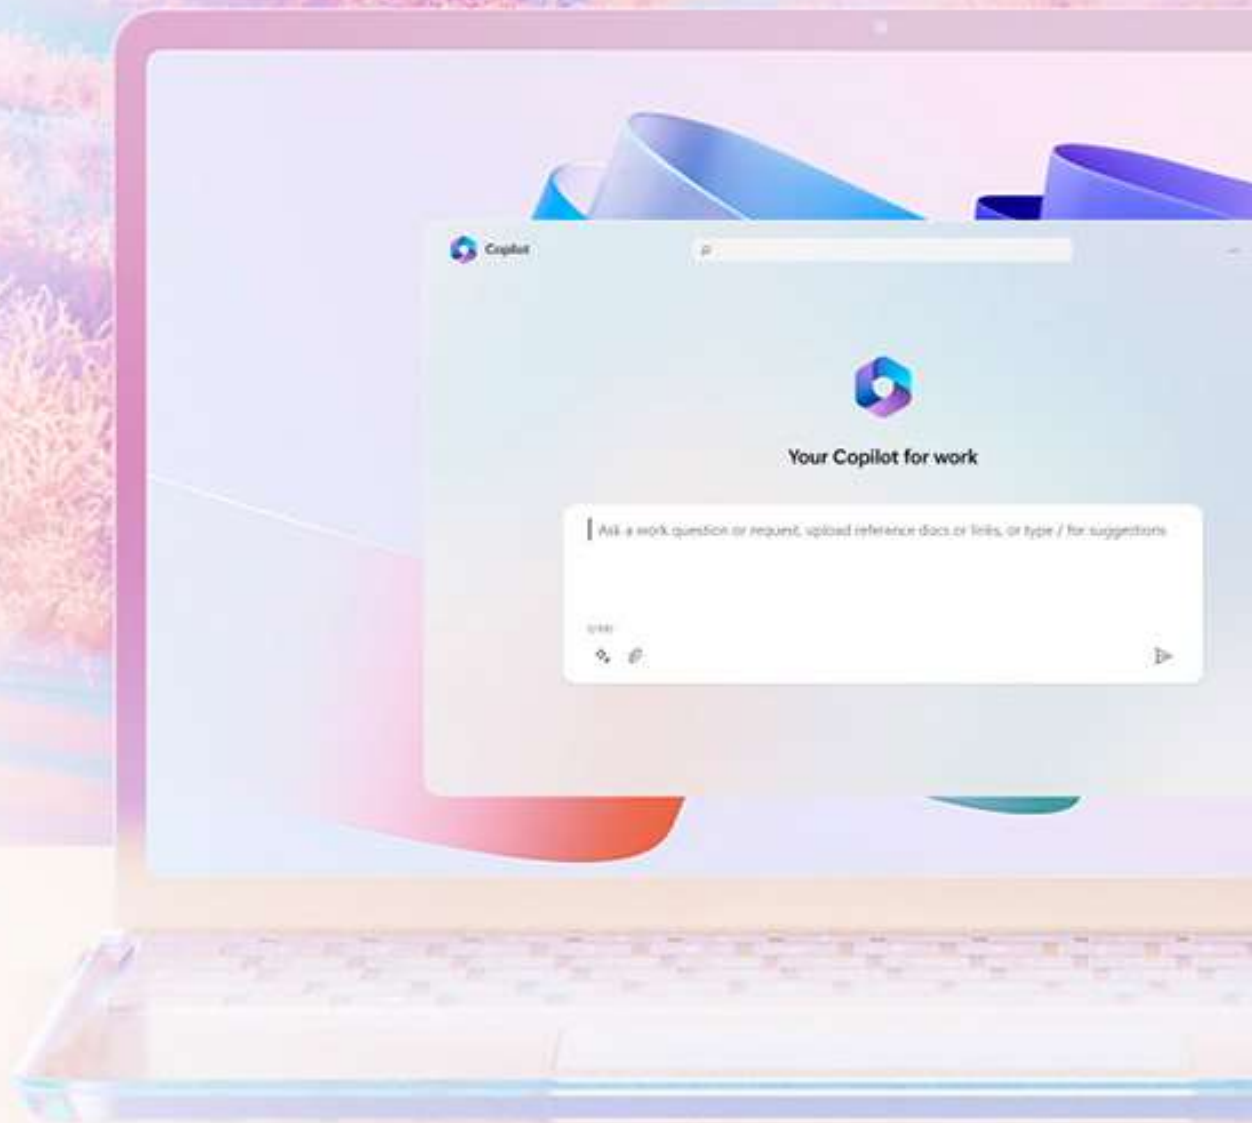 Copilot
Your Copilot for work
Ask a work question or request, upload reference docs or links, or type / for suggestions